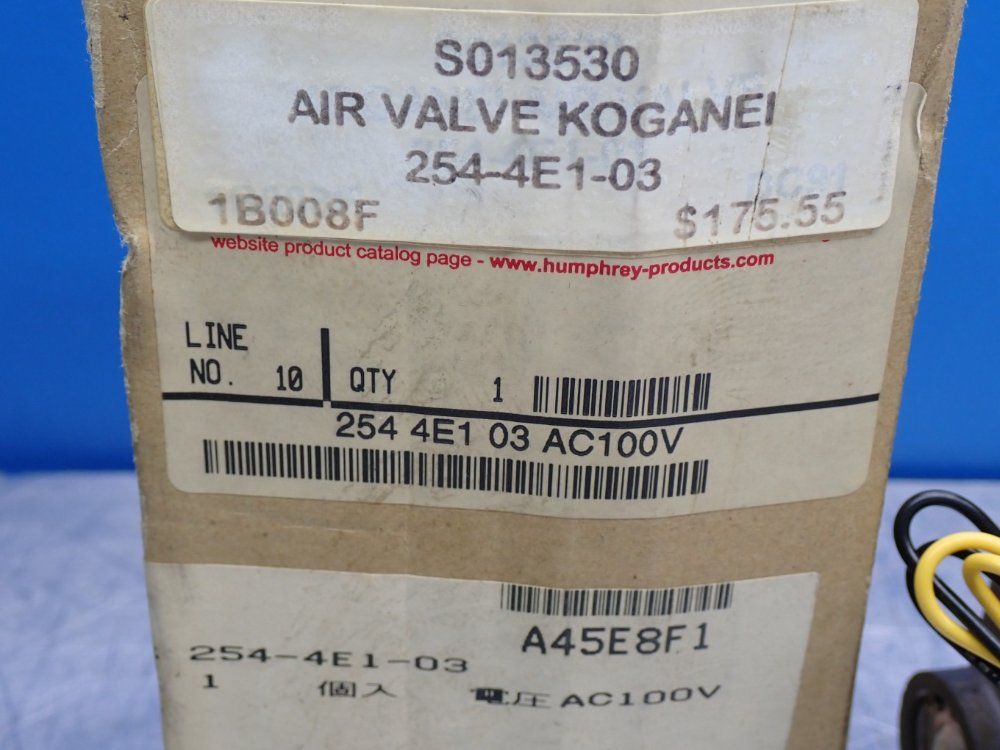 S013530
AIR VALVE KOGANEI
254-4E1-03
1B008F $175.55
website product catalog page - www.humphrey-products.com
LINE
NO. 10 QTY 1
254 4E1 03 AC100V
A45E8F1
254-4E1-03
1 個入 電圧 AC100V